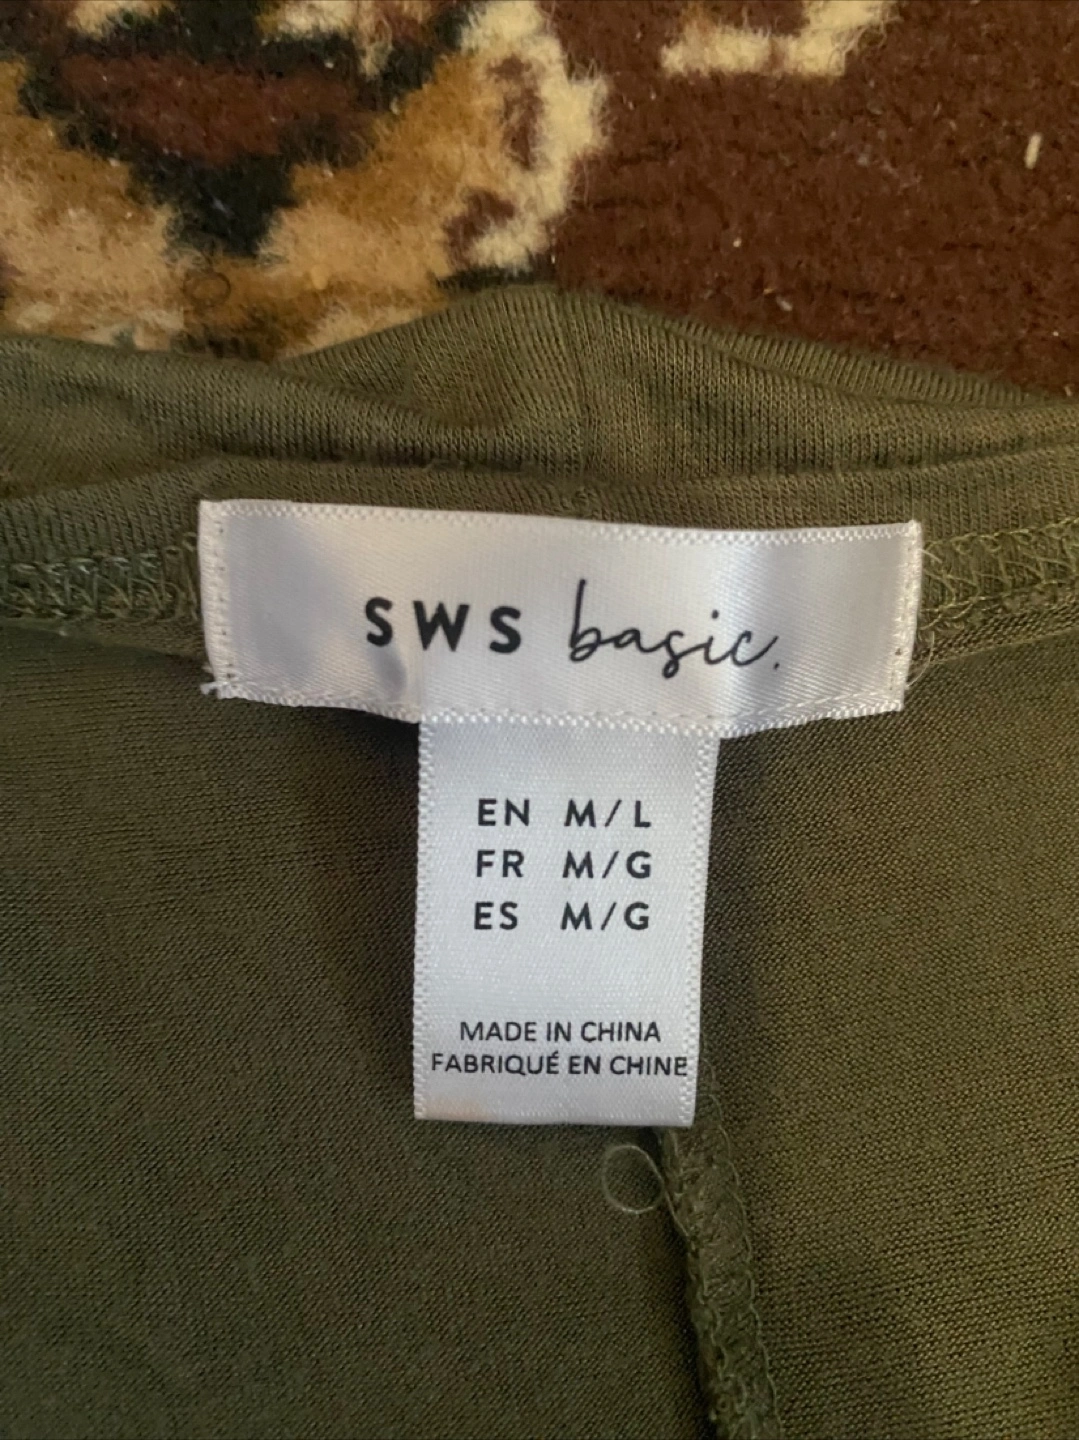 SWS basic.
EN M/L
FR M/G
ES M/G
MADE IN CHINA
FABRIQUÉ EN CHINE